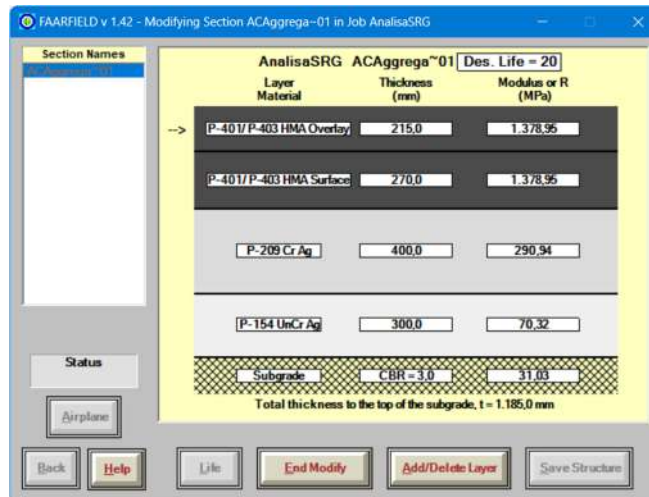 FAARFIELD v 1.42 - Modifying Section ACAggrega~01 in Job AnalisaSRG
Section Names
ACAggrega~01
AnalisaSRG ACAggrega~01 Des. Life = 20
Layer Material Thickness (mm) Modulus or R (MPa)
--> P-401/ P-403 HMA Overlay 215,0 1.378,95
P-401/ P-403 HMA Surface 270,0 1.378,95
P-209 Cr Ag 400,0 290,94
P-154 UnCr Ag 300,0 70,32
Subgrade CBR = 3,0 31,03
Total thickness to the top of the subgrade, t = 1.185,0 mm
Status
Airplane
Back Help Life End Modify Add/Delete Layer Save Structure